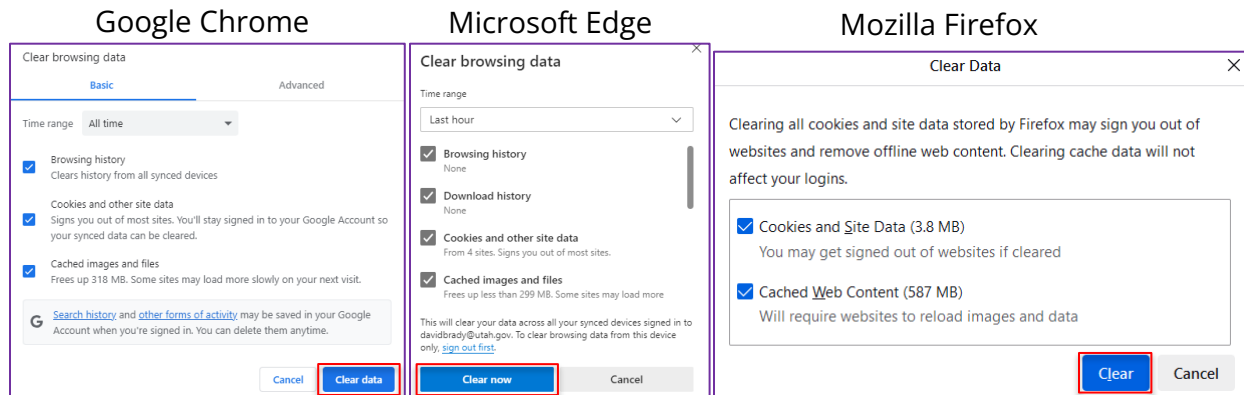 Google Chrome
Clear browsing data
Basic
Advanced
Time range
All time
Browsing history
Clears history from all synced devices
Cookies and other site data
Signs you out of most sites. You'll stay signed in to your Google Account so
your synced data can be cleared.
Cached images and files
Frees up 318 MB. Some sites may load more slowly on your next visit.
G
Search history and other forms of activity may be saved in your Google
Account when you're signed in. You can delete them anytime.
Cancel
Clear data
Microsoft Edge
Clear browsing data
Time range
Last hour
Browsing history
None
Download history
None
Cookies and other site data
From 4 sites. Signs you out of most sites.
Cached images and files
Frees up less than 299 MB. Some sites may load more
This will clear your data across all your synced devices signed in to
davidbrady@utah.gov. To clear browsing data from this device
only, sign out first.
Clear now
Cancel
Mozilla Firefox
Clear Data
Clearing all cookies and site data stored by Firefox may sign you out of
websites and remove offline web content. Clearing cache data will not
affect your logins.
Cookies and Site Data (3.8 MB)
You may get signed out of websites if cleared
Cached Web Content (587 MB)
Will require websites to reload images and data
Clear
Cancel